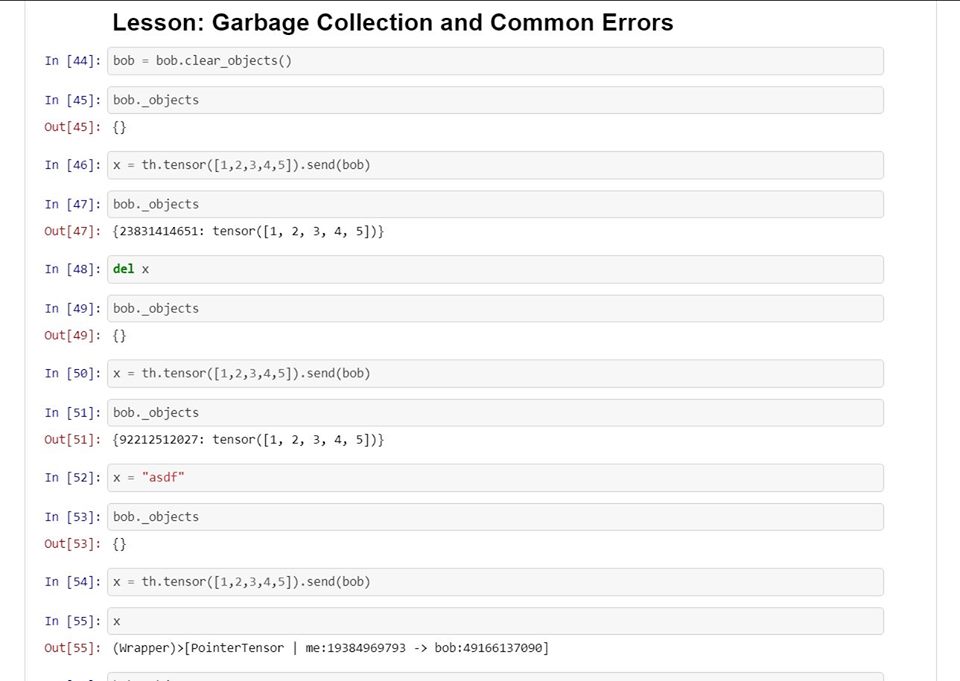 Lesson: Garbage Collection and Common Errors
In [44]: bob = bob.clear_objects()
In [45]: bob._objects
Out[45]: {}
In [46]: x = th.tensor([1,2,3,4,5]).send(bob)
In [47]: bob._objects
Out[47]: {23831414651: tensor([1, 2, 3, 4, 5])}
In [48]: del x
In [49]: bob._objects
Out[49]: {}
In [50]: x = th.tensor([1,2,3,4,5]).send(bob)
In [51]: bob._objects
Out[51]: {92212512027: tensor([1, 2, 3, 4, 5])}
In [52]: x = "asdf"
In [53]: bob._objects
Out[53]: {}
In [54]: x = th.tensor([1,2,3,4,5]).send(bob)
In [55]: x
Out[55]: (Wrapper)>[PointerTensor | me:19384969793 -> bob:49166137090]